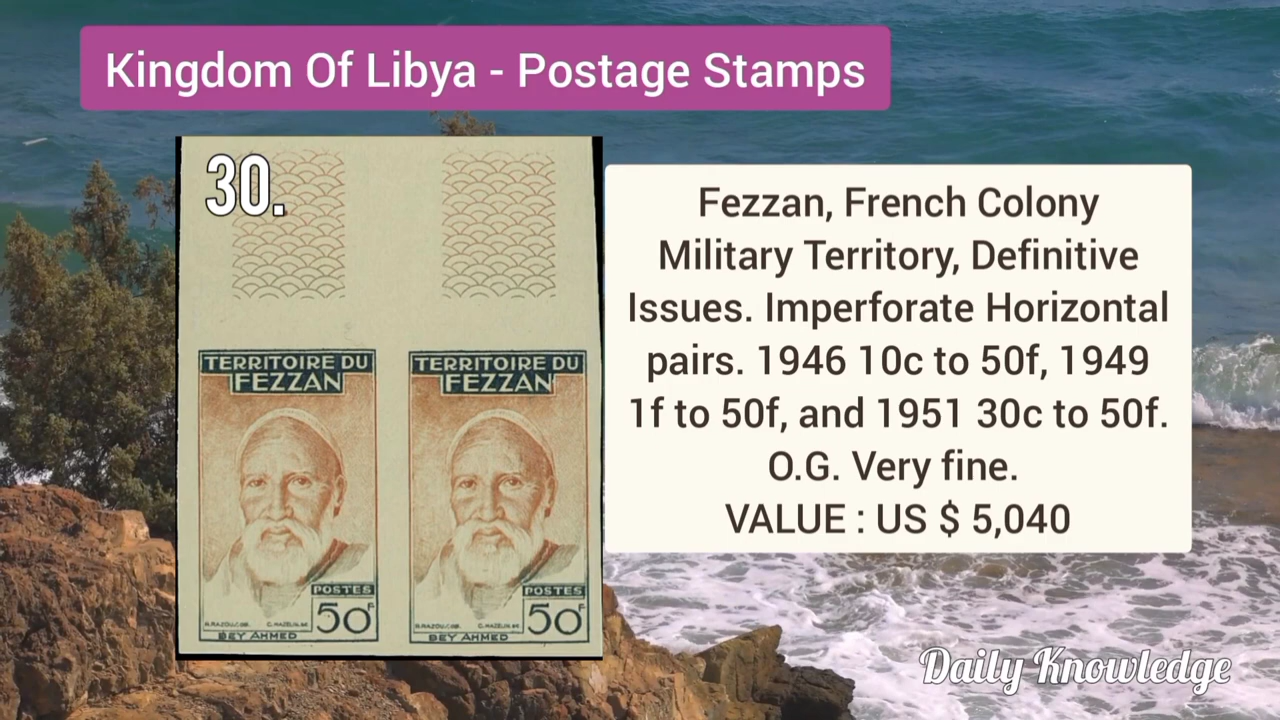 Kingdom Of Libya - Postage Stamps
30.
TERRITOIRE DU
FEZZAN
POSTES
50F
BEY AHMED
TERRITOIRE DU
FEZZAN
POSTES
50F
BEY AHMED
Fezzan, French Colony
Military Territory, Definitive
Issues. Imperforate Horizontal
pairs. 1946 10c to 50f, 1949
1f to 50f, and 1951 30c to 50f.
O.G. Very fine.
VALUE : US $ 5,040
Daily Knowledge